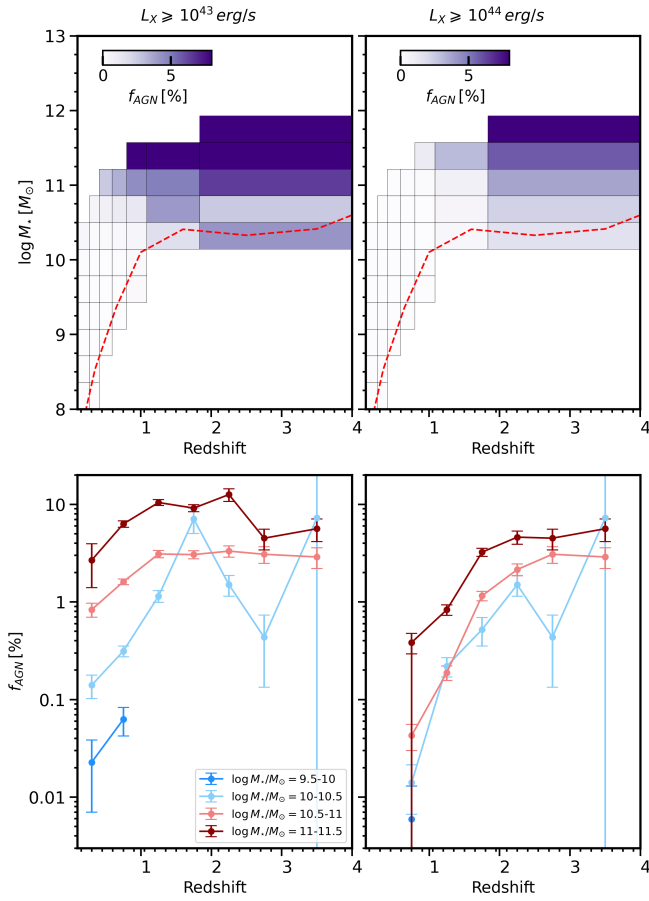 L_X ⩾ 10^43 erg/s
L_X ⩾ 10^44 erg/s
13
12
11
10
9
8
log M⋆ [M⊙]
0 5
f_AGN [%]
0 5
f_AGN [%]
1 2 3 4
Redshift
1 2 3 4
Redshift
10
1
0.1
0.01
f_AGN [%]
log M⋆/M⊙ = 9.5-10
log M⋆/M⊙ = 10-10.5
log M⋆/M⊙ = 10.5-11
log M⋆/M⊙ = 11-11.5
1 2 3 4
Redshift
1 2 3 4
Redshift